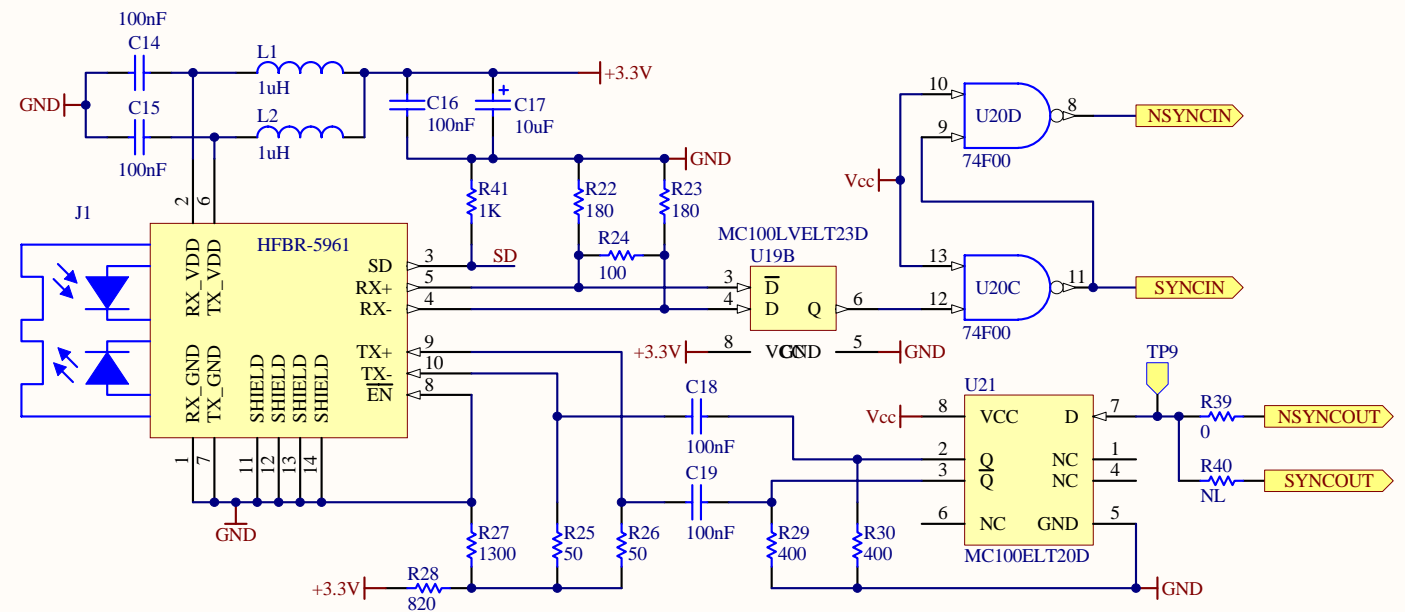 100nF
C14
GND
C15
100nF
L1
1uH
L2
1uH
+3.3V
C16
100nF
C17
10uF
GND
R41
1K
R22
180
R23
180
R24
100
SD
J1
HFBR-5961
2
6
RX_VDD
TX_VDD
SD
3
RX+
5
RX-
4
TX+
9
TX-
10
EN
8
RX_GND
TX_GND
SHIELD
SHIELD
SHIELD
SHIELD
1
7
11
12
13
14
GND
MC100LVELT23D
U19B
3
D
4
D
Q
6
+3.3V
8
VCC
GND
5
GND
10
9
U20D
8
74F00
NSYNCIN
Vcc
13
12
U20C
11
74F00
SYNCIN
C18
100nF
C19
100nF
R27
1300
R25
50
R26
50
R28
820
+3.3V
R29
400
R30
400
U21
Vcc
8
VCC
D
7
2
Q
NC
1
3
Q
NC
4
6
NC
GND
5
MC100ELT20D
GND
TP9
R39
0
NSYNCOUT
R40
NL
SYNCOUT